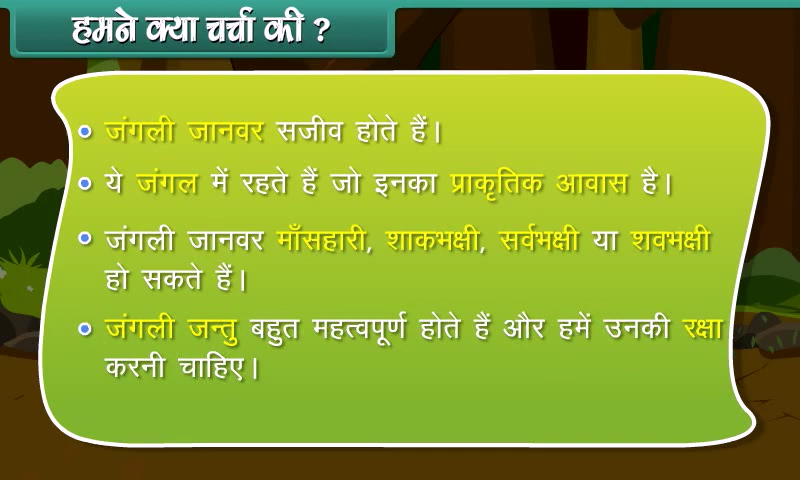 हमने क्या चर्चा की ?
जंगली जानवर सजीव होते हैं।
ये जंगल में रहते हैं जो इनका प्राकृतिक आवास है।
जंगली जानवर माँसहारी, शाकभक्षी, सर्वभक्षी या शवभक्षी
हो सकते हैं।
जंगली जन्तु बहुत महत्वपूर्ण होते हैं और हमें उनकी रक्षा
करनी चाहिए।